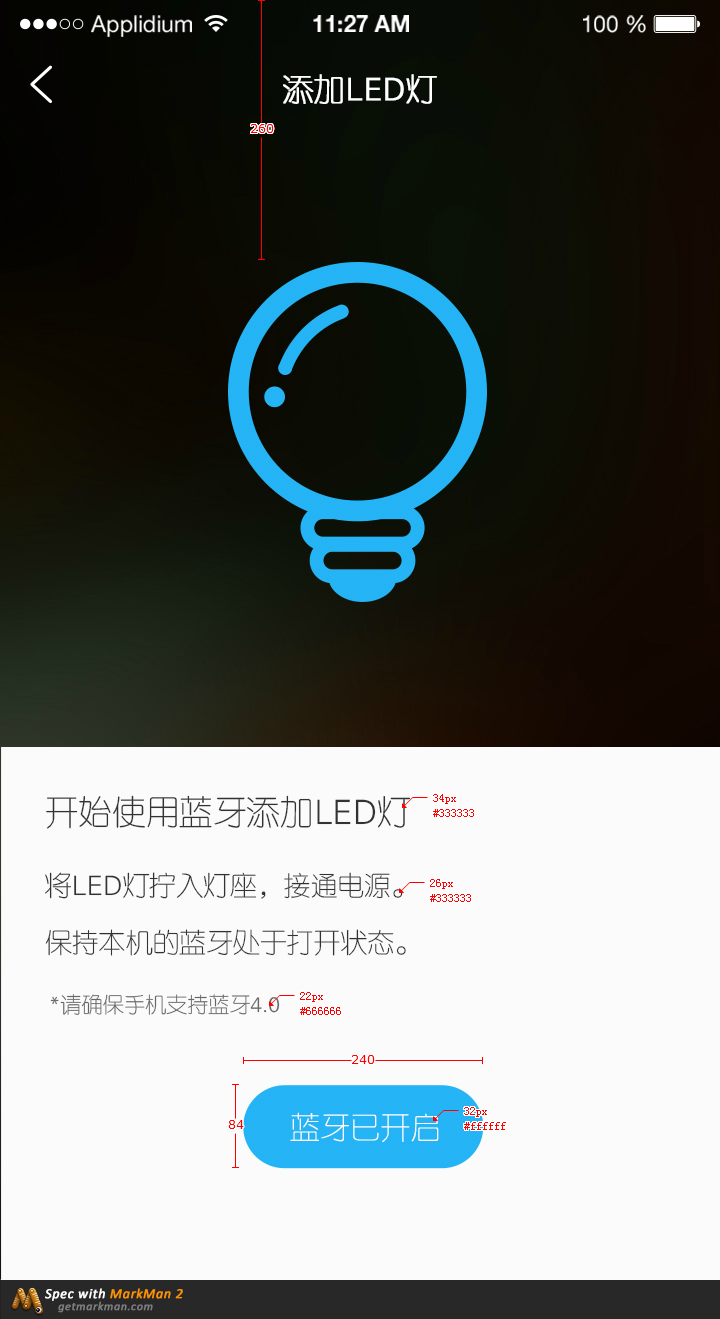 Applidium 11:27 AM 100 %
添加LED灯
260
开始使用蓝牙添加LED灯
34px
#333333
将LED灯拧入灯座，接通电源。
26px
#333333
保持本机的蓝牙处于打开状态。
*请确保手机支持蓝牙4.0
22px
#666666
240
84
蓝牙已开启
32px
#ffffff
Spec with MarkMan 2
getmarkman.com